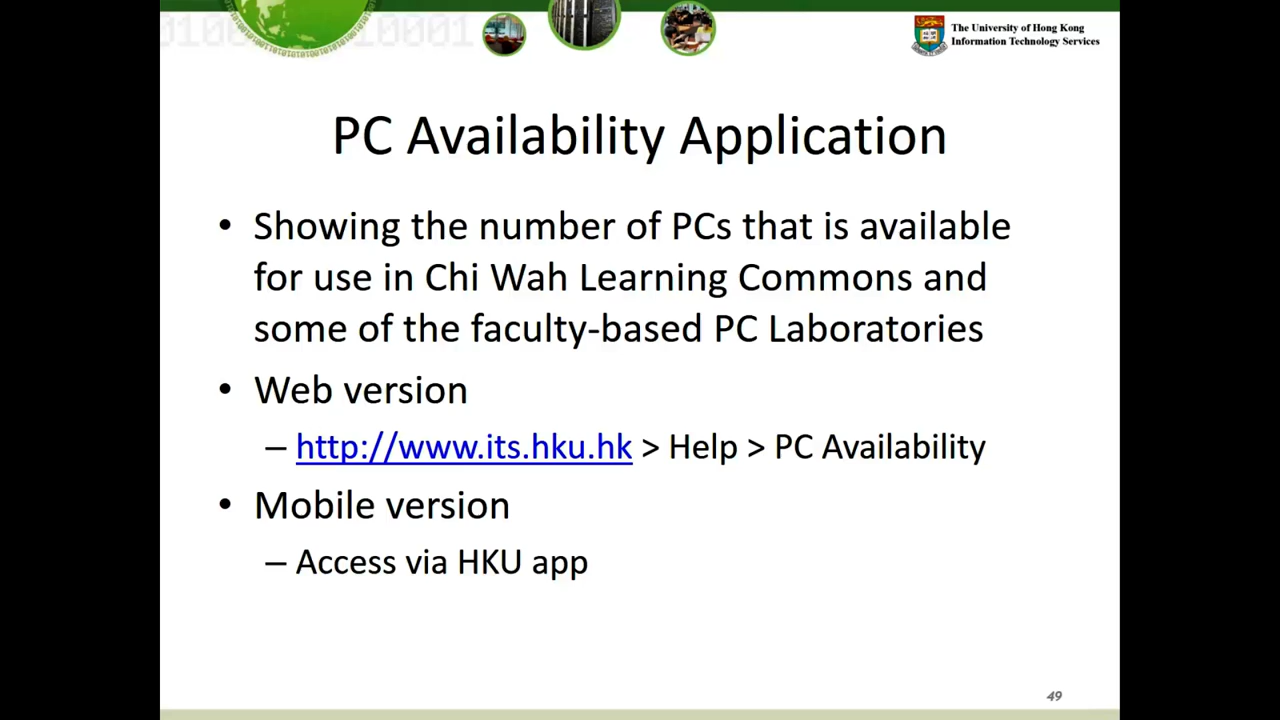 The University of Hong Kong
Information Technology Services
PC Availability Application
• Showing the number of PCs that is available
for use in Chi Wah Learning Commons and
some of the faculty-based PC Laboratories
• Web version
– http://www.its.hku.hk > Help > PC Availability
• Mobile version
– Access via HKU app
49